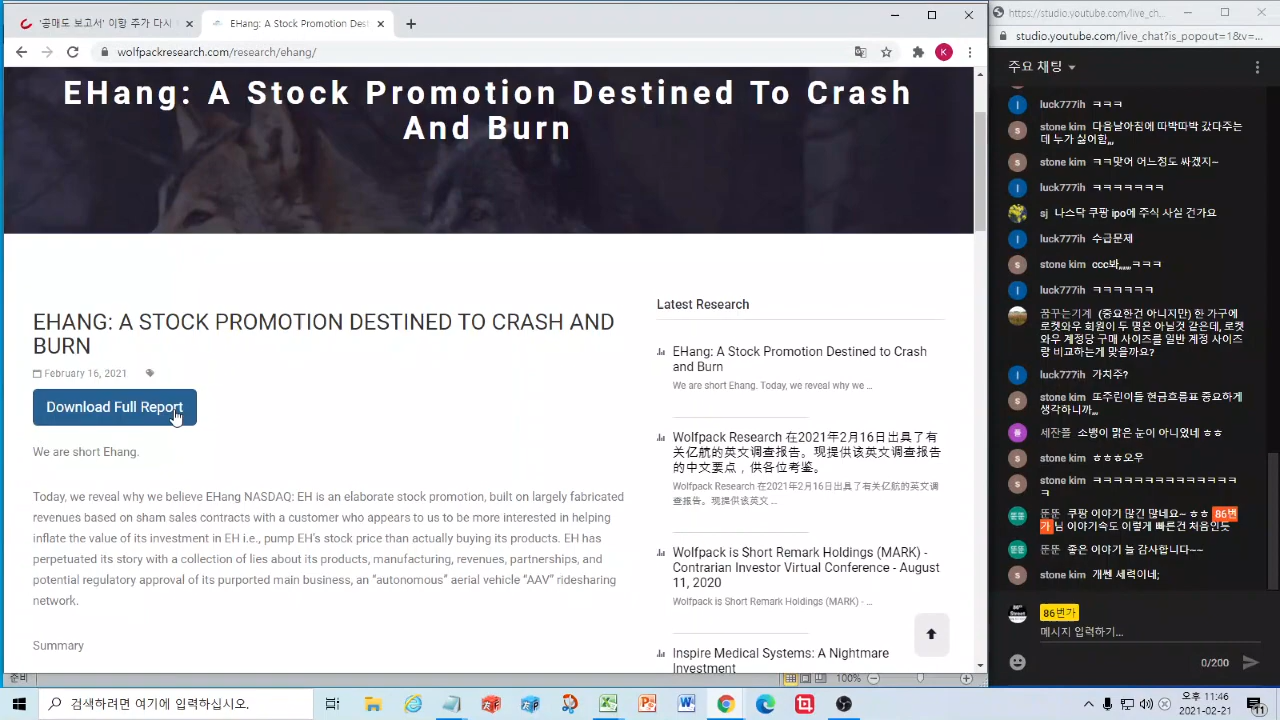 '공매도 보고서' 이항 주가 다시
EHang: A Stock Promotion Dest
wolfpackresearch.com/research/ehang/
K
EHang: A Stock Promotion Destined To Crash
And Burn
EHANG: A STOCK PROMOTION DESTINED TO CRASH AND
BURN
February 16, 2021
Download Full Report
We are short Ehang.
Today, we reveal why we believe EHang NASDAQ: EH is an elaborate stock promotion, built on largely fabricated
revenues based on sham sales contracts with a customer who appears to us to be more interested in helping
inflate the value of its investment in EH i.e., pump EH's stock price than actually buying its products. EH has
perpetuated its story with a collection of lies about its products, manufacturing, revenues, partnerships, and
potential regulatory approval of its purported main business, an "autonomous" aerial vehicle "AAV" ridesharing
network.
Summary
Latest Research
EHang: A Stock Promotion Destined to Crash
and Burn
We are short Ehang. Today, we reveal why we ...
Wolfpack Research 在2021年2月16日出具了有
关亿航的英文调查报告。现提供该英文调查报告
的中文要点，供各位参鉴。
Wolfpack Research 在2021年2月16日出具了有关亿航的英文调
查报告。现提供该英文 ...
Wolfpack is Short Remark Holdings (MARK) -
Contrarian Investor Virtual Conference - August
11, 2020
Wolfpack is Short Remark Holdings (MARK) - ...
Inspire Medical Systems: A Nightmare
Investment
준비
100%
https://studio.youtube.com/live_ch...
studio.youtube.com/live_chat?is_popout=1&tv=...
주요 채팅
luck777ih ㅋㅋㅋ
stone kim 다음날아침에 따박따박 갔다주는
데 누가 싫어함,,,
stone kim ㅋㅋ맞어 어느정도 싸겠지~
luck777ih ㅋㅋㅋㅋㅋㅋㅋ
sj 나스닥 쿠팡 ipo에 주식 사실 건가요
luck777ih 수급문제
stone kim ccc봐,,,,,,ㅋㅋㅋ
luck777ih ㅋㅋㅋㅋㅋㅋ
꿈꾸는기계 (중요한건 아니지만) 한 가구에
로켓와우 회원이 두 명은 아닐것 같은데, 로켓
와우 계정당 구매 사이즈를 일반 계정 사이즈
랑 비교하는게 맞을까요?
luck777ih 가치주?
stone kim 또주린이들 현금흐름표 중요하게
생각하니까,,,
세잔폴 소뱅이 맑은 눈이 아니었네 ㅎㅎ
stone kim ㅎㅎㅎ오우
stone kim ㅋㅋㅋㅋㅋㅋㅋㅋㅋㅋㅋㅋㅋㅋ
ㅋ
뚠뚠 쿠팡 이야기 많긴 많네요~ ㅎㅎ 86번
가 님 이야기속도 이렇게 빠른건 처음인듯
뚠뚠 좋은 이야기 늘 감사합니다~~
stone kim 개쎈 세력이네;
86번가
메시지 입력하기...
0/200
검색하려면 여기에 입력하십시오.
오후 11:46
2021-02-21
11